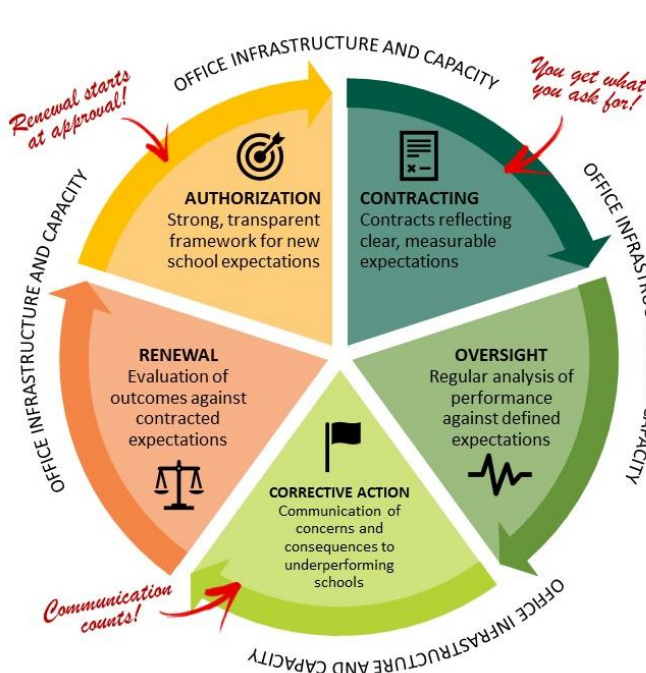 OFFICE INFRASTRUCTURE AND CAPACITY
Renewal starts
at approval!
You get what
you ask for!
AUTHORIZATION
Strong, transparent
framework for new
school expectations
CONTRACTING
Contracts reflecting
clear, measurable
expectations
OFFICE INFRASTRU
CAPACITY
OFFICE INFRASTRUCTURE AND CAPACITY
RENEWAL
Evaluation of
outcomes against
contracted
expectations
OVERSIGHT
Regular analysis of
performance
against defined
expectations
CORRECTIVE ACTION
Communication of
concerns and
consequences to
underperforming
schools
Communication
counts!
OFFICE INFRASTRUCTURE AND CAPACITY